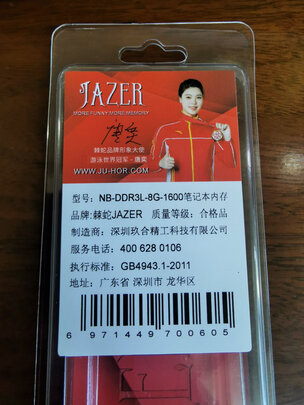 JAZER
MORE FUNNY MORE MEMORY
棘蛇品牌形象大使
游泳世界冠军 - 唐奕
WWW.JU-HOR.COM
型号：NB-DDR3L-8G-1600笔记本内存
品牌:棘蛇JAZER 质量等级：合格品
制造商：深圳玖合精工科技有限公司
服务电话：400 628 0106
执行标准：GB4943.1-2011
地址：广东省 深圳市 龙华区
6 971449 700605